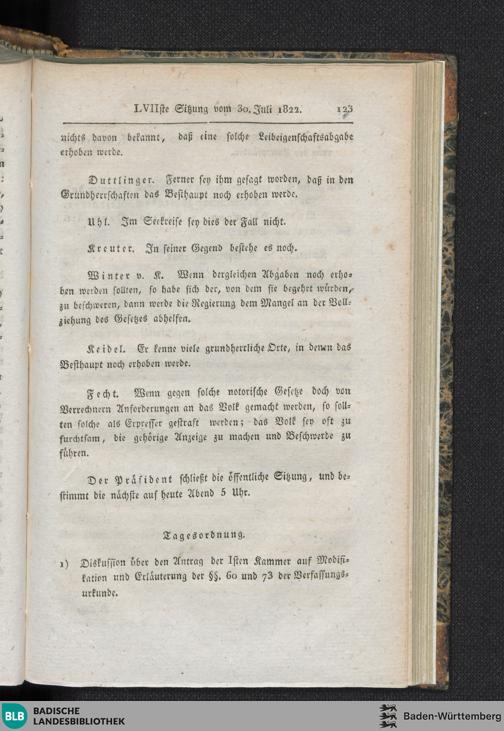 LVIIste Sitzung vom 30. Juli 1822. 123
nichts davon bekannt, daß eine solche Leibeigenschaftsabgabe
erhoben werde.
Duttlinger. Ferner sey ihm gesagt worden, daß in den
Grundherrschaften das Besthaupt noch erhoben werde.
Uhl. Im Seekreise sey dies der Fall nicht.
Kreuter. In seiner Gegend bestehe es noch.
Winter v. K. Wenn dergleichen Abgaben noch erho-
ben werden sollten, so habe sich der, von dem sie begehrt würden,
zu beschweren, dann werde die Regierung dem Mangel an der Voll-
ziehung des Gesetzes abhelfen.
Keidel. Er kenne viele grundherrliche Orte, in denen das
Besthaupt noch erhoben werde.
Fecht. Wenn gegen solche notorische Gesetze doch von
Verrechnern Anforderungen an das Volk gemacht werden, so soll-
ten solche als Erpresser gestraft werden; das Volk sey oft zu
furchtsam, die gehörige Anzeige zu machen und Beschwerde zu
führen.
Der Präsident schließt die öffentliche Sitzung, und be-
stimmt die nächste auf heute Abend 5 Uhr.
Tagesordnung.
1) Diskussion über den Antrag der Isten Kammer auf Modifi-
kation und Erläuterung der §§. 60 und 73 der Verfassungs-
urkunde.
BLB BADISCHE
LANDESBIBLIOTHEK
Baden-Württemberg